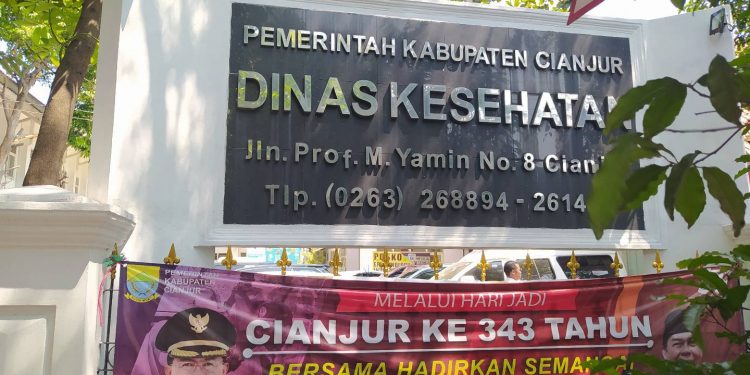 PEMERINTAH KABUPATEN CIANJUR
DINAS KESEHATAN
Jln. Prof. M. Yamin No. 8
Tlp. (0263) 268894 -
POSKO
PEMERINTAH
KABUPATEN
CIANJUR
MELALUI HARI JADI
CIANJUR KE 343 TAHUN
BERSAMA HADIRKAN